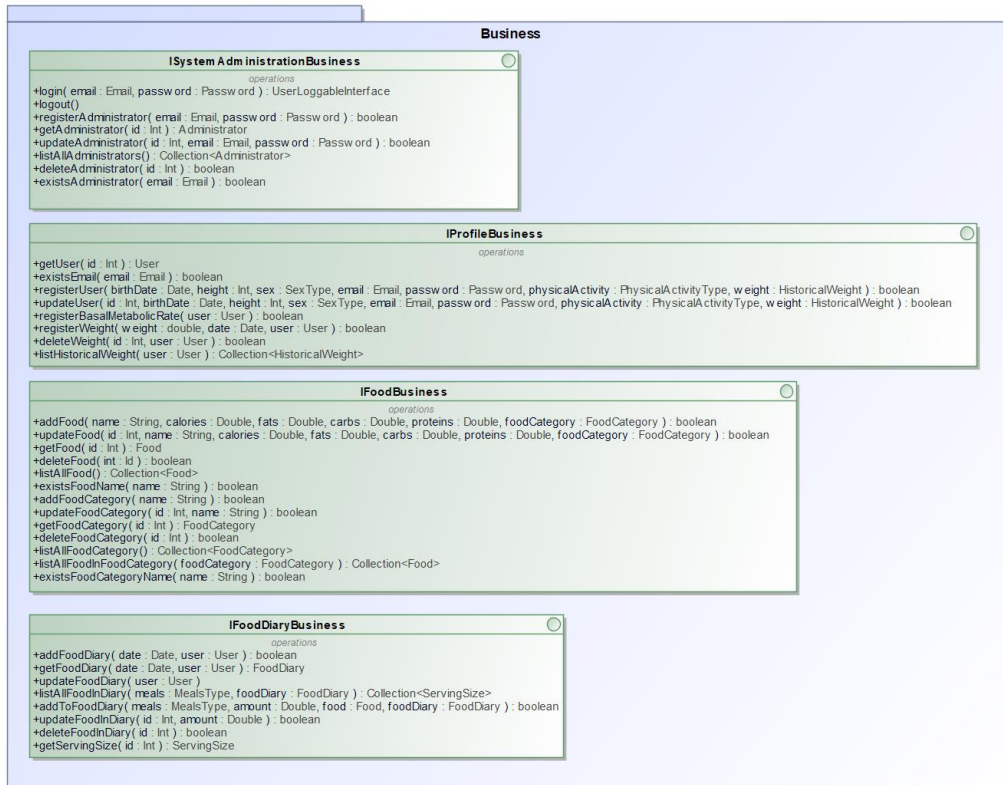 Business
ISystemAdministrationBusiness
operations
+login( email : Email, password : Password ) : UserLoggableInterface
+logout()
+registerAdministrator( email : Email, password : Password ) : boolean
+getAdministrator( id : Int ) : Administrator
+updateAdministrator( id : Int, email : Email, password : Password ) : boolean
+listAllAdministrators() : Collection<Administrator>
+deleteAdministrator( id : Int ) : boolean
+existsAdministrator( email : Email ) : boolean
IProfileBusiness
operations
+getUser( id : Int ) : User
+existsEmail( email : Email ) : boolean
+registerUser( birthDate : Date, height : Int, sex : SexType, email : Email, password : Password, physicalActivity : PhysicalActivityType, weight : HistoricalWeight ) : boolean
+updateUser( id : Int, birthDate : Date, height : Int, sex : SexType, email : Email, password : Password, physicalActivity : PhysicalActivityType, weight : HistoricalWeight ) : boolean
+registerBasalMetabolicRate( user : User ) : boolean
+registerWeight( weight : double, date : Date, user : User ) : boolean
+deleteWeight( id : Int, user : User ) : boolean
+listHistoricalWeight( user : User ) : Collection<HistoricalWeight>
IFoodBusiness
operations
+addFood( name : String, calories : Double, fats : Double, carbs : Double, proteins : Double, foodCategory : FoodCategory ) : boolean
+updateFood( id : Int, name : String, calories : Double, fats : Double, carbs : Double, proteins : Double, foodCategory : FoodCategory ) : boolean
+getFood( id : Int ) : Food
+deleteFood( int : Id ) : boolean
+listAllFood() : Collection<Food>
+existsFoodName( name : String ) : boolean
+addFoodCategory( name : String ) : boolean
+updateFoodCategory( id : Int, name : String ) : boolean
+getFoodCategory( id : Int ) : FoodCategory
+deleteFoodCategory( id : Int ) : boolean
+listAllFoodCategory() : Collection<FoodCategory>
+listAllFoodInFoodCategory( foodCategory : FoodCategory ) : Collection<Food>
+existsFoodCategoryName( name : String ) : boolean
IFoodDiaryBusiness
operations
+addFoodDiary( date : Date, user : User ) : boolean
+getFoodDiary( date : Date, user : User ) : FoodDiary
+updateFoodDiary( user : User )
+listAllFoodInDiary( meals : MealsType, foodDiary : FoodDiary ) : Collection<ServingSize>
+addToFoodDiary( meals : MealsType, amount : Double, food : Food, foodDiary : FoodDiary ) : boolean
+updateFoodInDiary( id : Int, amount : Double ) : boolean
+deleteFoodInDiary( id : Int ) : boolean
+getServingSize( id : Int ) : ServingSize